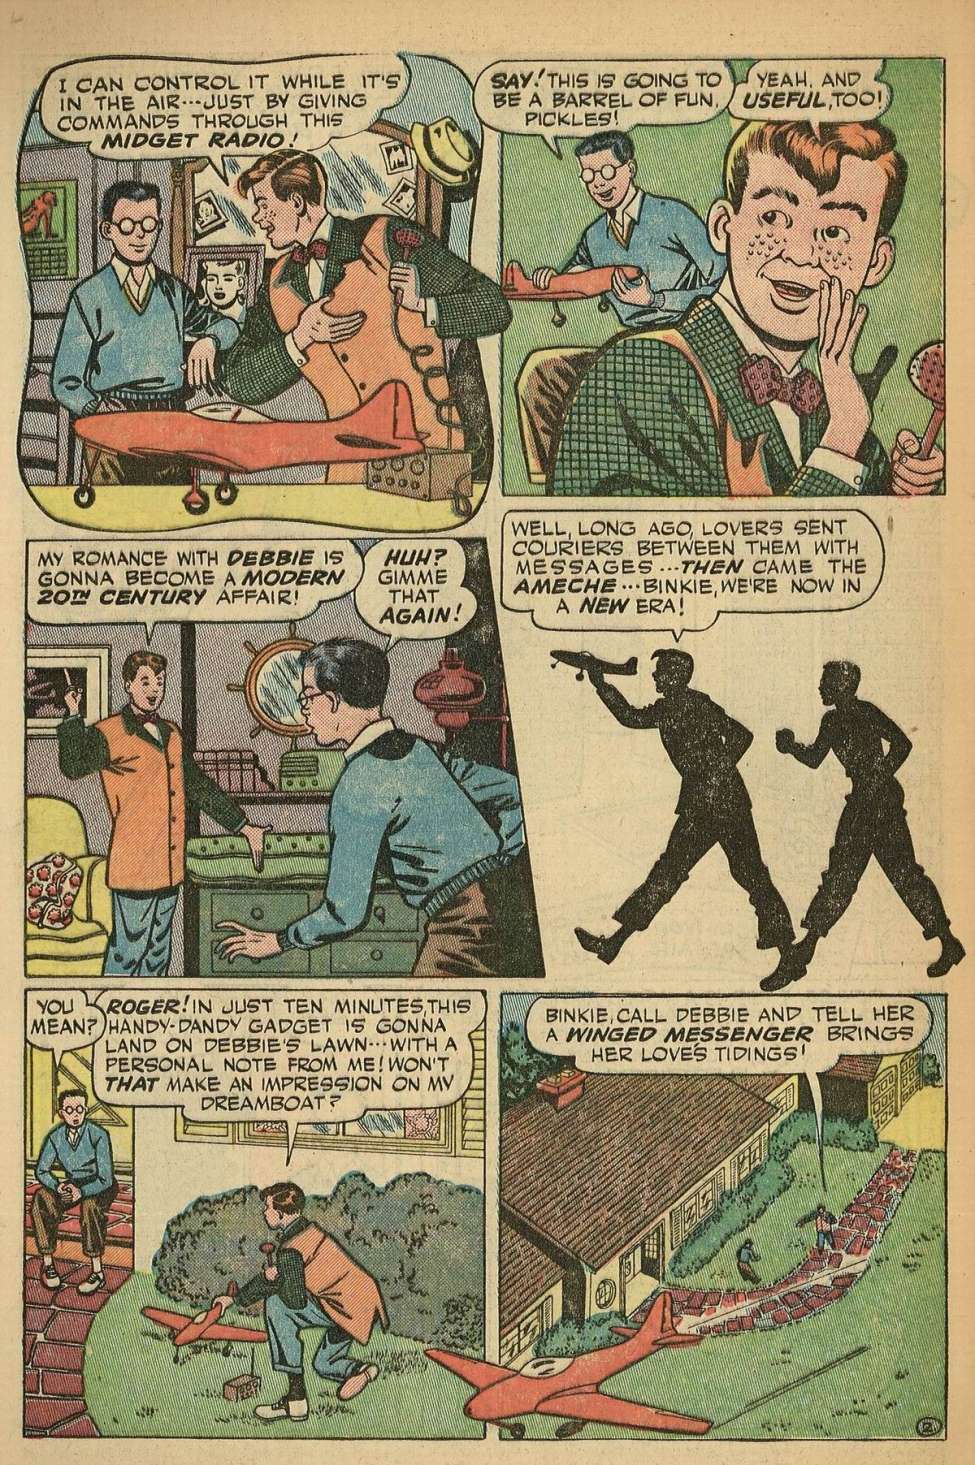 I CAN CONTROL IT WHILE IT'S
IN THE AIR---JUST BY GIVING
COMMANDS THROUGH THIS
MIDGET RADIO!
SAY! THIS IS GOING TO
BE A BARREL OF FUN,
PICKLES!
YEAH, AND
USEFUL, TOO!
MY ROMANCE WITH DEBBIE IS
GONNA BECOME A MODERN
20TH CENTURY AFFAIR!
HUH?
GIMME
THAT
AGAIN!
WELL, LONG AGO, LOVERS SENT
COURIERS BETWEEN THEM WITH
MESSAGES---THEN CAME THE
AMECHE---BINKIE, WE'RE NOW IN
A NEW ERA!
YOU
MEAN?
ROGER! IN JUST TEN MINUTES, THIS
HANDY-DANDY GADGET IS GONNA
LAND ON DEBBIE'S LAWN---WITH A
PERSONAL NOTE FROM ME! WON'T
THAT MAKE AN IMPRESSION ON MY
DREAMBOAT?
BINKIE, CALL DEBBIE AND TELL HER
A WINGED MESSENGER BRINGS
HER LOVE'S TIDINGS!
2